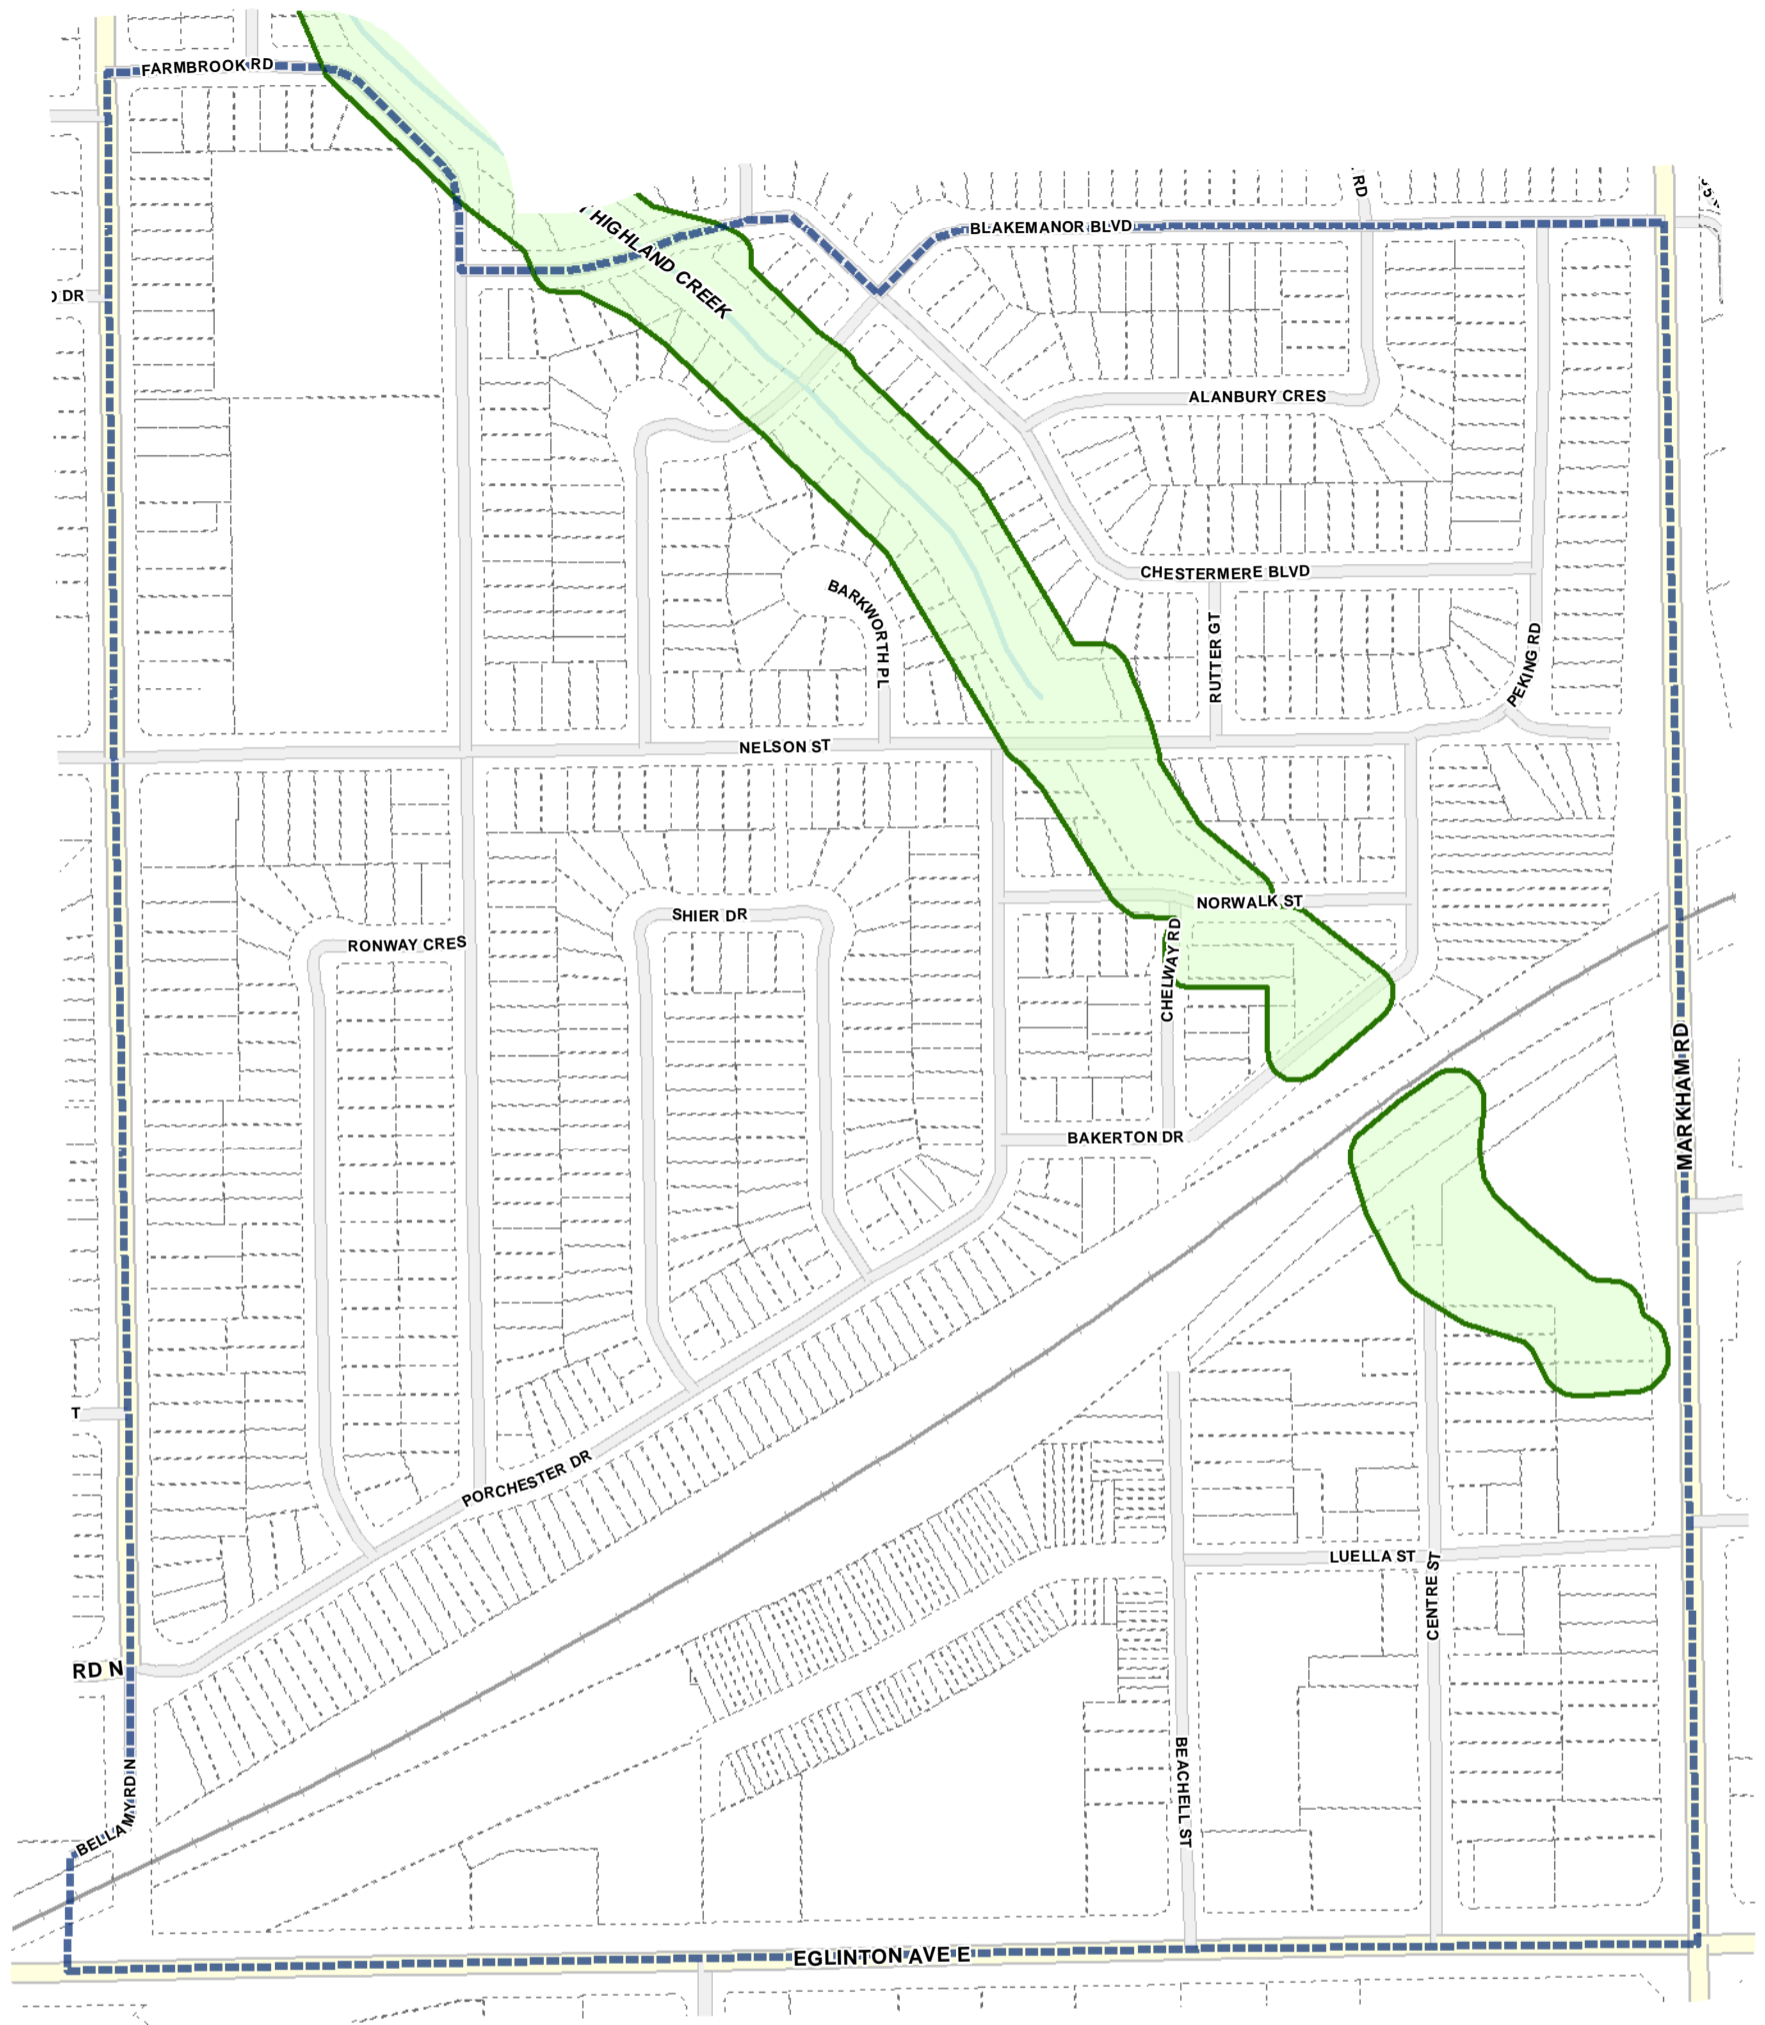 FARMBROOK RD
RD
BLAKEMANOR BLVD
HIGHLAND CREEK
DR
ALANBURY CRES
CHESTERMERE BLVD
BARKWORTH PL
RUTTER GT
PEKING RD
NELSON ST
NORWALK ST
SHIER DR
RONWAY CRES
CHELWAY RD
MARKHAM RD
BAKERTON DR
T
PORCHESTER DR
LUELLA ST
CENTRE ST
RD N
BEACHELL ST
BELLAMY RD N
EGLINTON AVE E